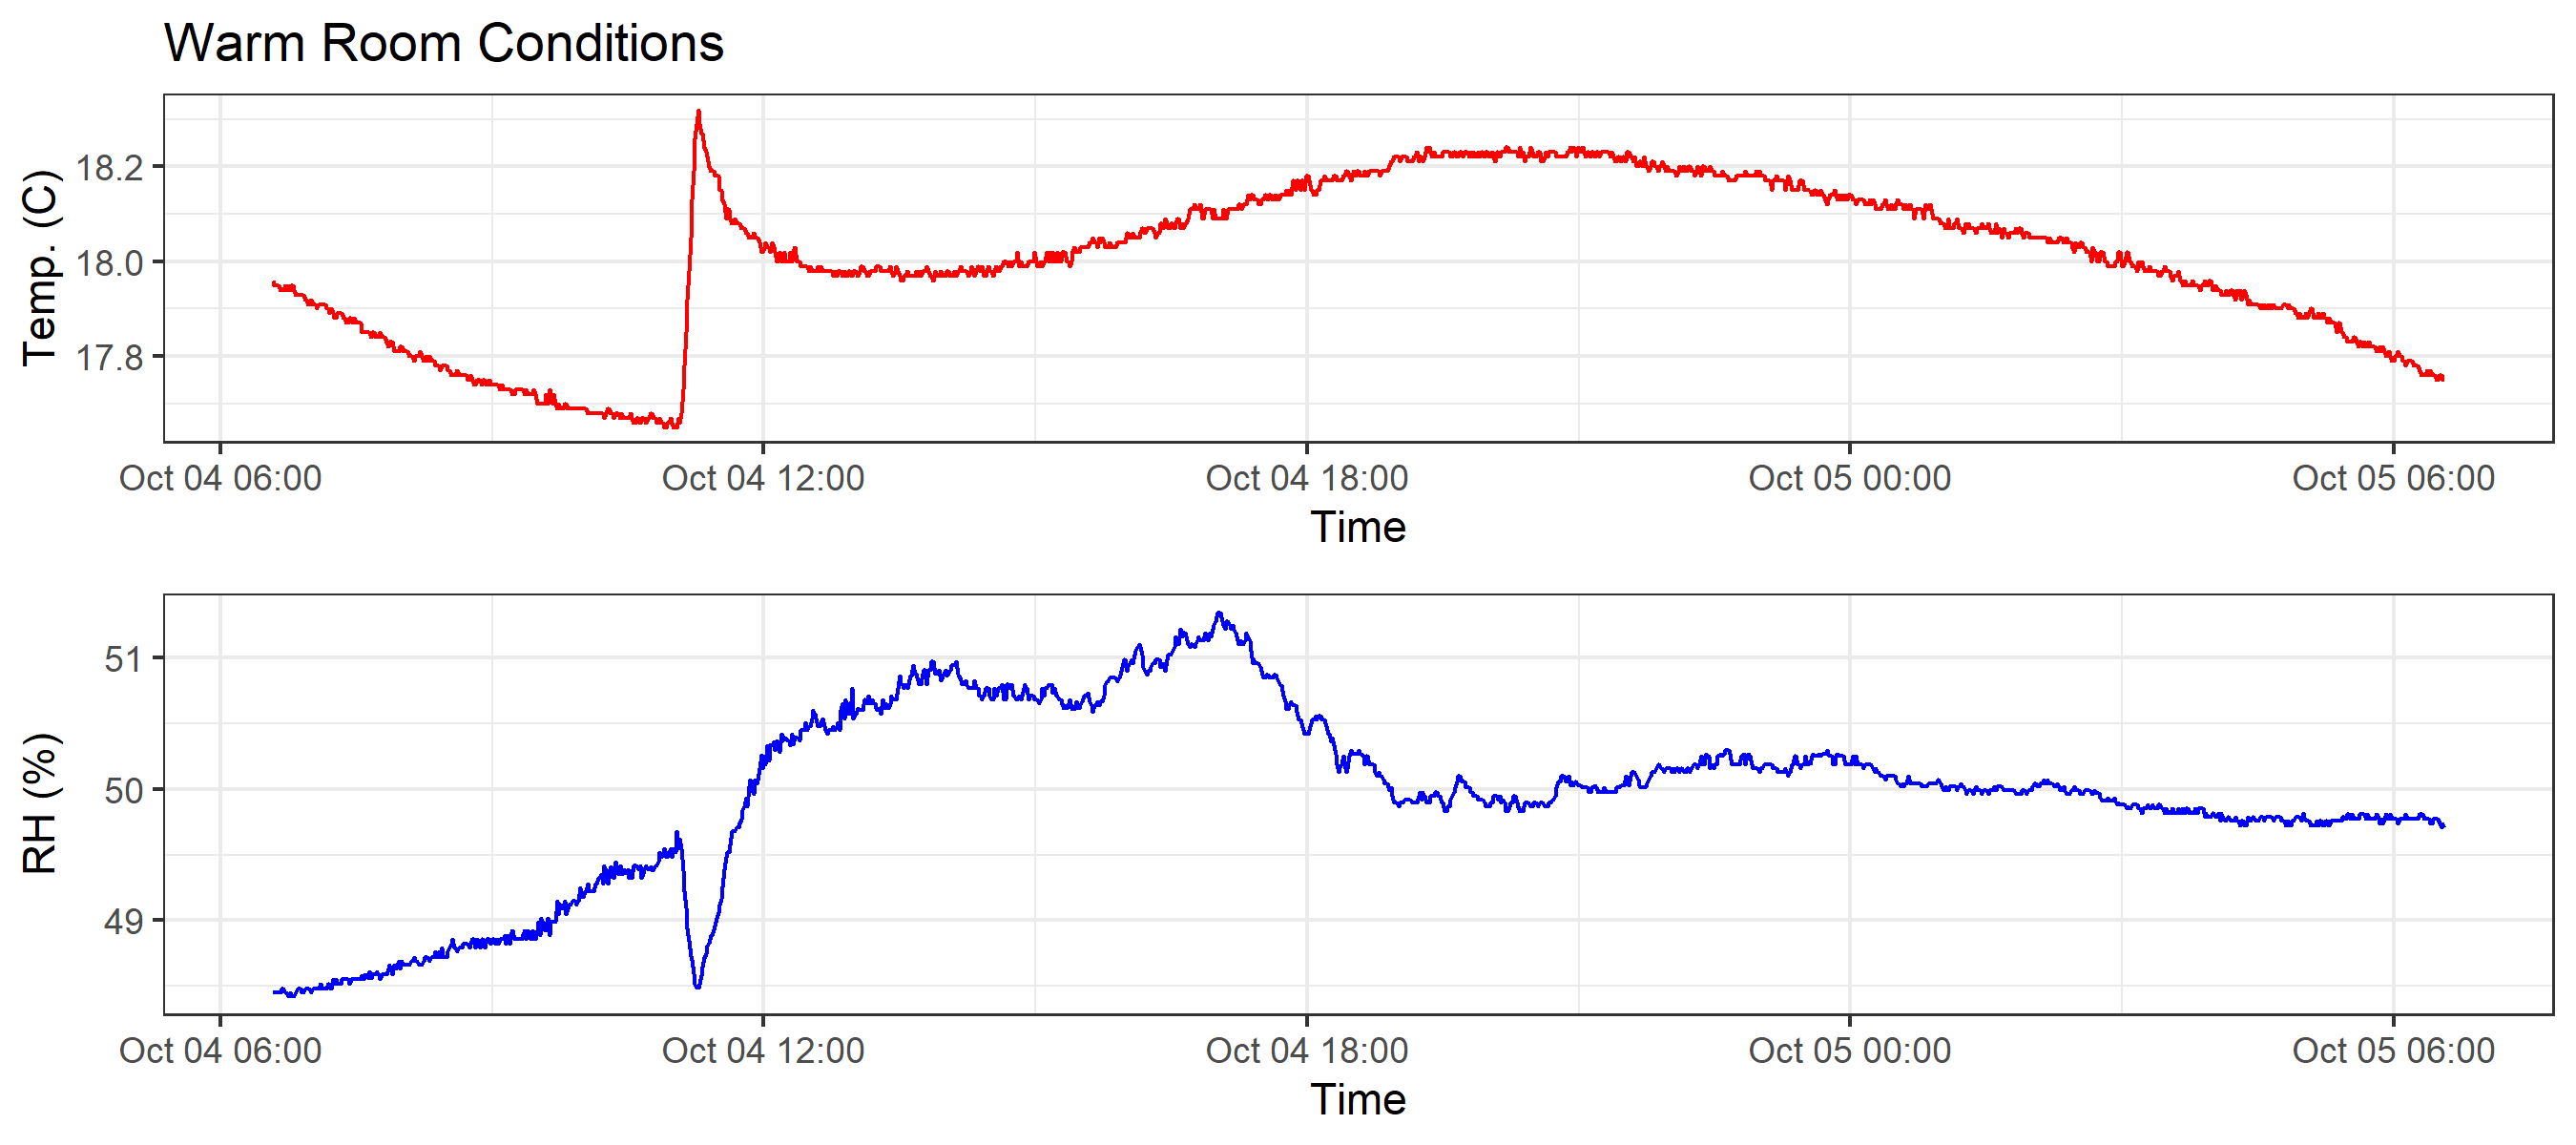 Warm Room Conditions
Temp. (C)
18.2
18.0
17.8
Oct 04 06:00 Oct 04 12:00 Oct 04 18:00 Oct 05 00:00 Oct 05 06:00
Time
RH (%)
51
50
49
Oct 04 06:00 Oct 04 12:00 Oct 04 18:00 Oct 05 00:00 Oct 05 06:00
Time